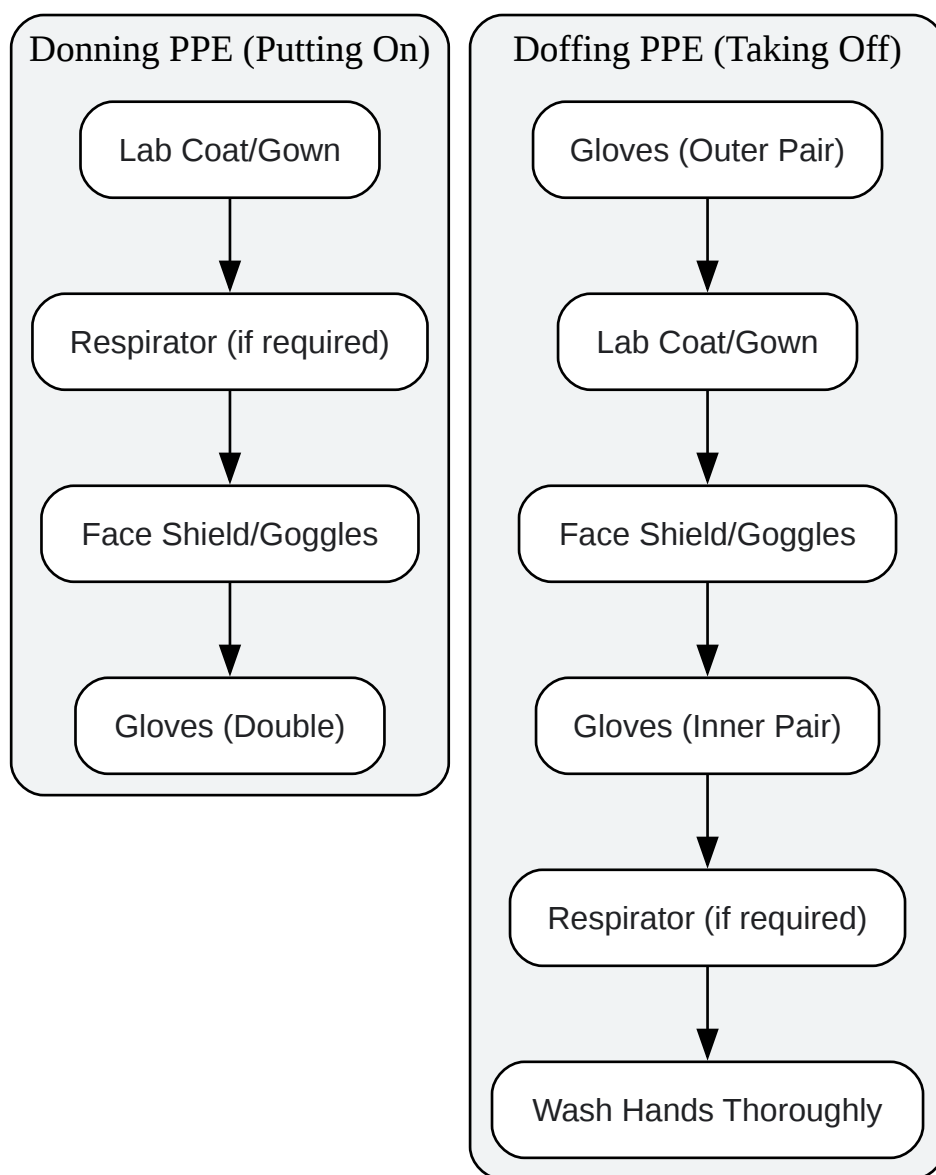 Donning PPE (Putting On)
Lab Coat/Gown
Respirator (if required)
Face Shield/Goggles
Gloves (Double)
Doffing PPE (Taking Off)
Gloves (Outer Pair)
Lab Coat/Gown
Face Shield/Goggles
Gloves (Inner Pair)
Respirator (if required)
Wash Hands Thoroughly